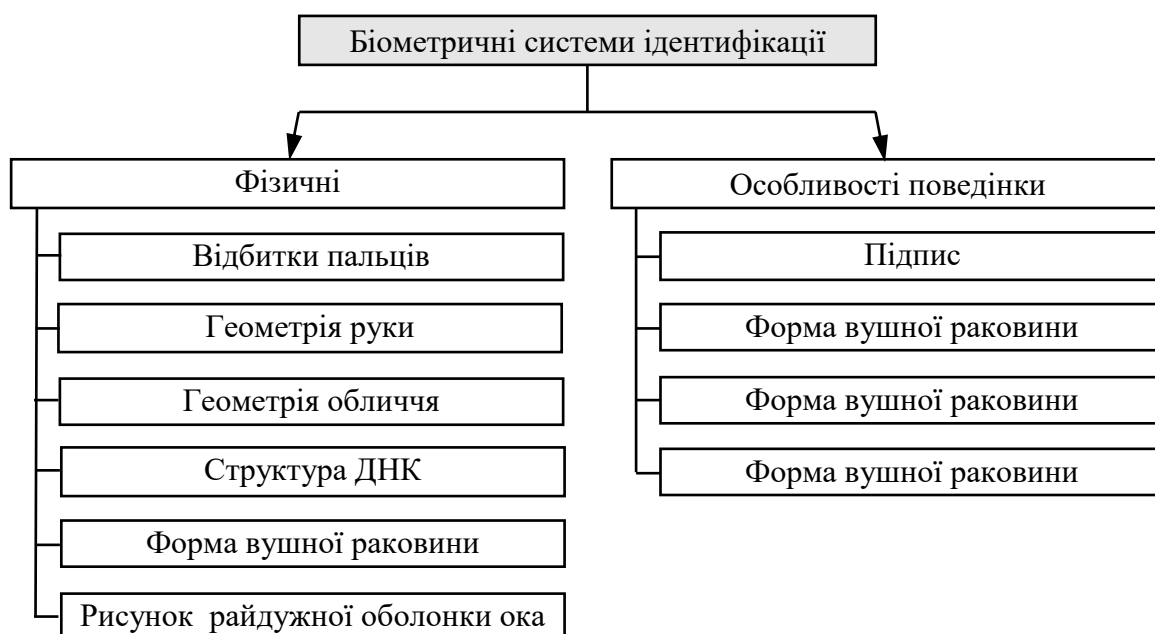 Біометричні системи ідентифікації
Фізичні
Відбитки пальців
Геометрія руки
Геометрія обличчя
Структура ДНК
Форма вушної раковини
Рисунок райдужної оболонки ока
Особливості поведінки
Підпис
Форма вушної раковини
Форма вушної раковини
Форма вушної раковини